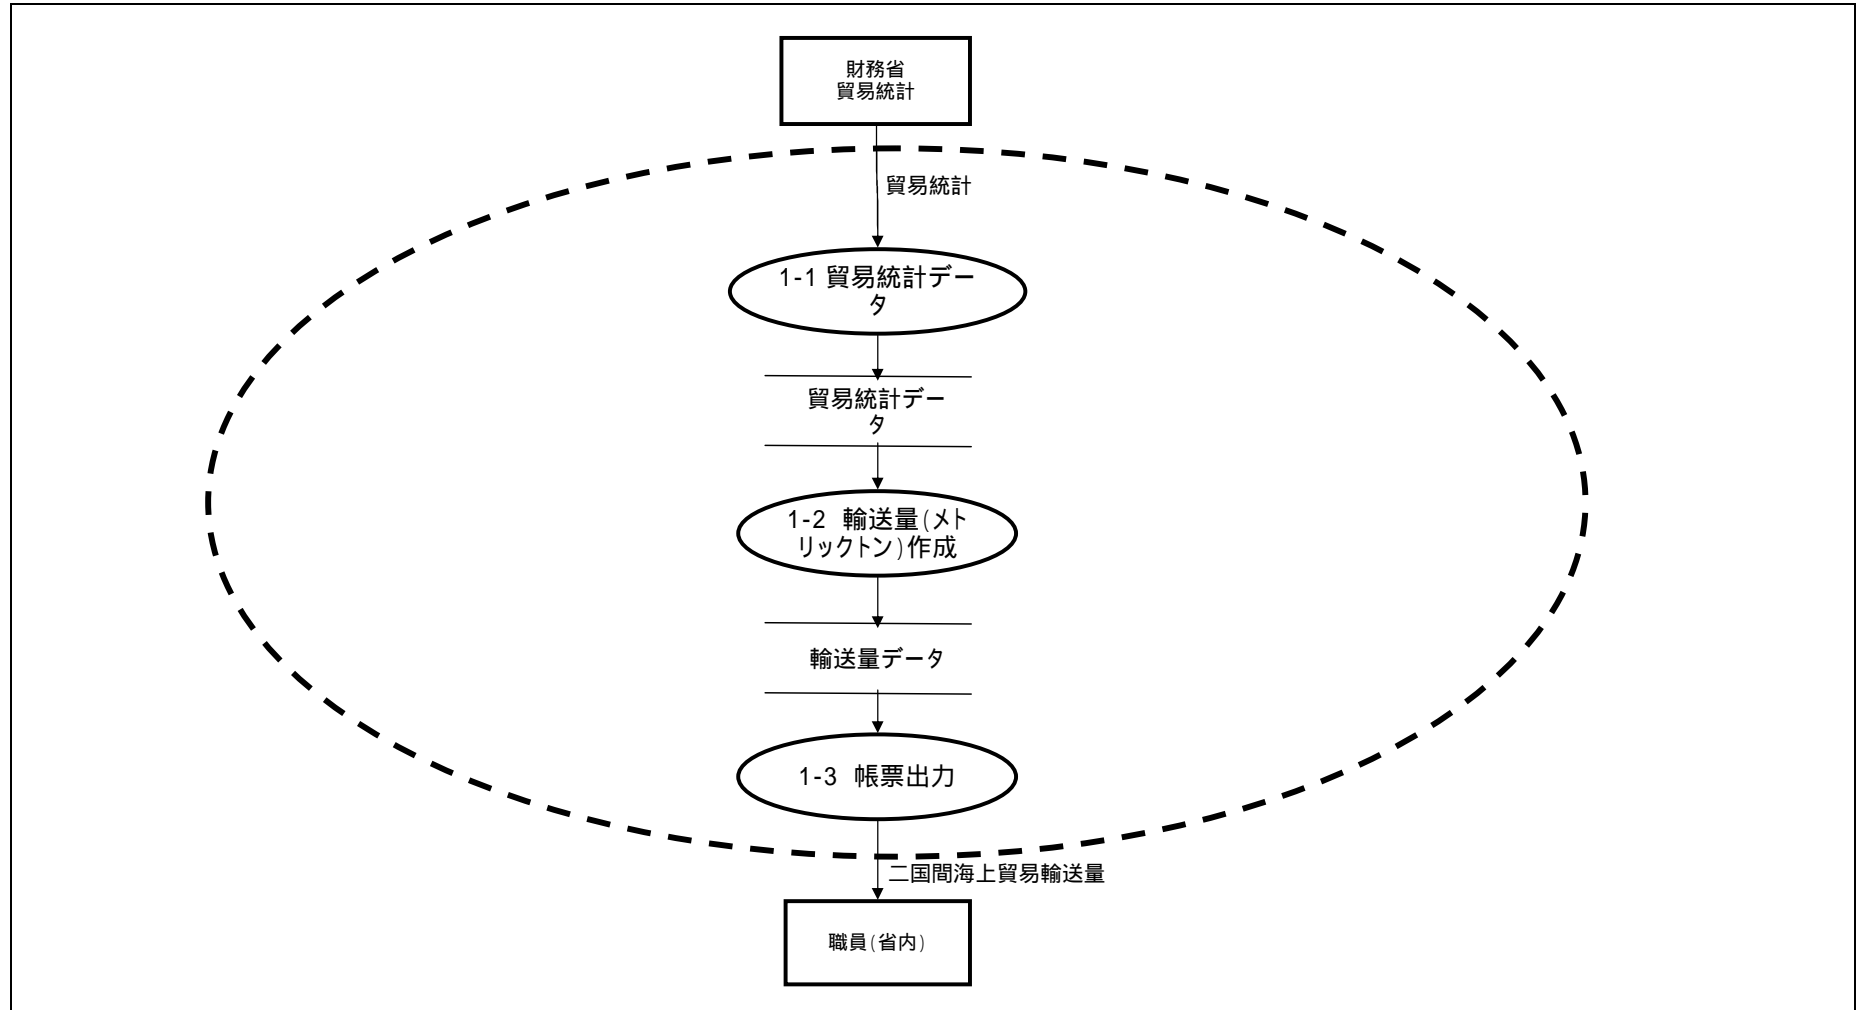 財務省
貿易統計
貿易統計
1-1 貿易統計デー
タ
貿易統計デー
タ
1-2 輸送量(メト
リックトン)作成
輸送量データ
1-3 帳票出力
二国間海上貿易輸送量
職員(省内)